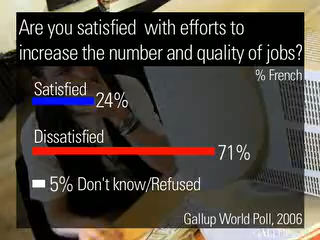 Are you satisfied with efforts to
increase the number and quality of jobs?
% French
Satisfied
24%
Dissatisfied
71%
5% Don't know/Refused
Gallup World Poll, 2006